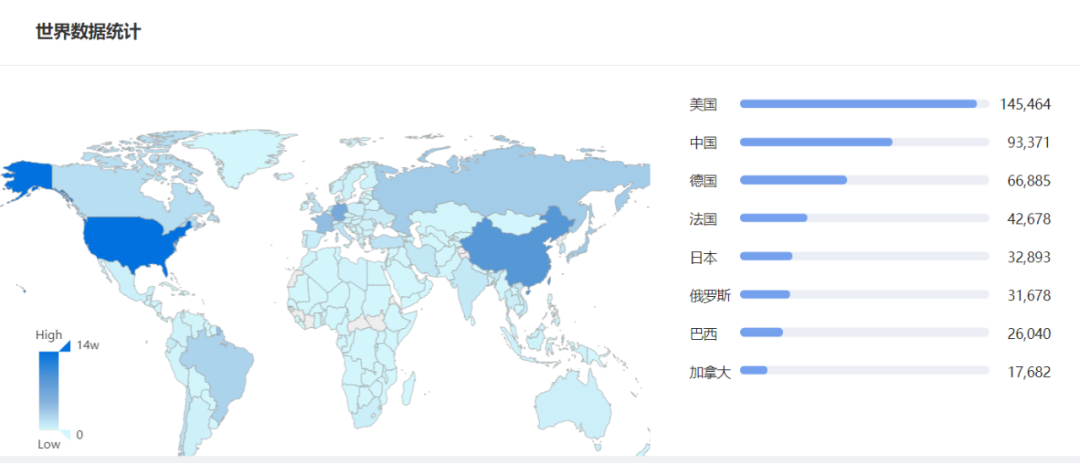 世界数据统计
美国 145,464
中国 93,371
德国 66,885
法国 42,678
日本 32,893
俄罗斯 31,678
巴西 26,040
加拿大 17,682
High
14w
0
Low